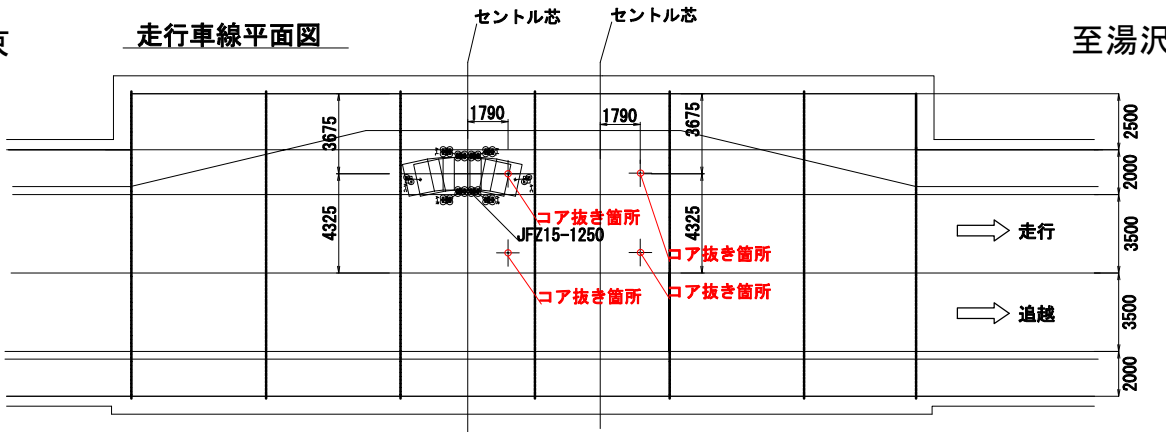 セントル芯
セントル芯
走行車線平面図
京
至湯沢
1790
1790
3675
3675
2500
2000
コア抜き箇所
JFZ15-1250
4325
4325
コア抜き箇所
走行
3500
コア抜き箇所
コア抜き箇所
追越
3500
2000